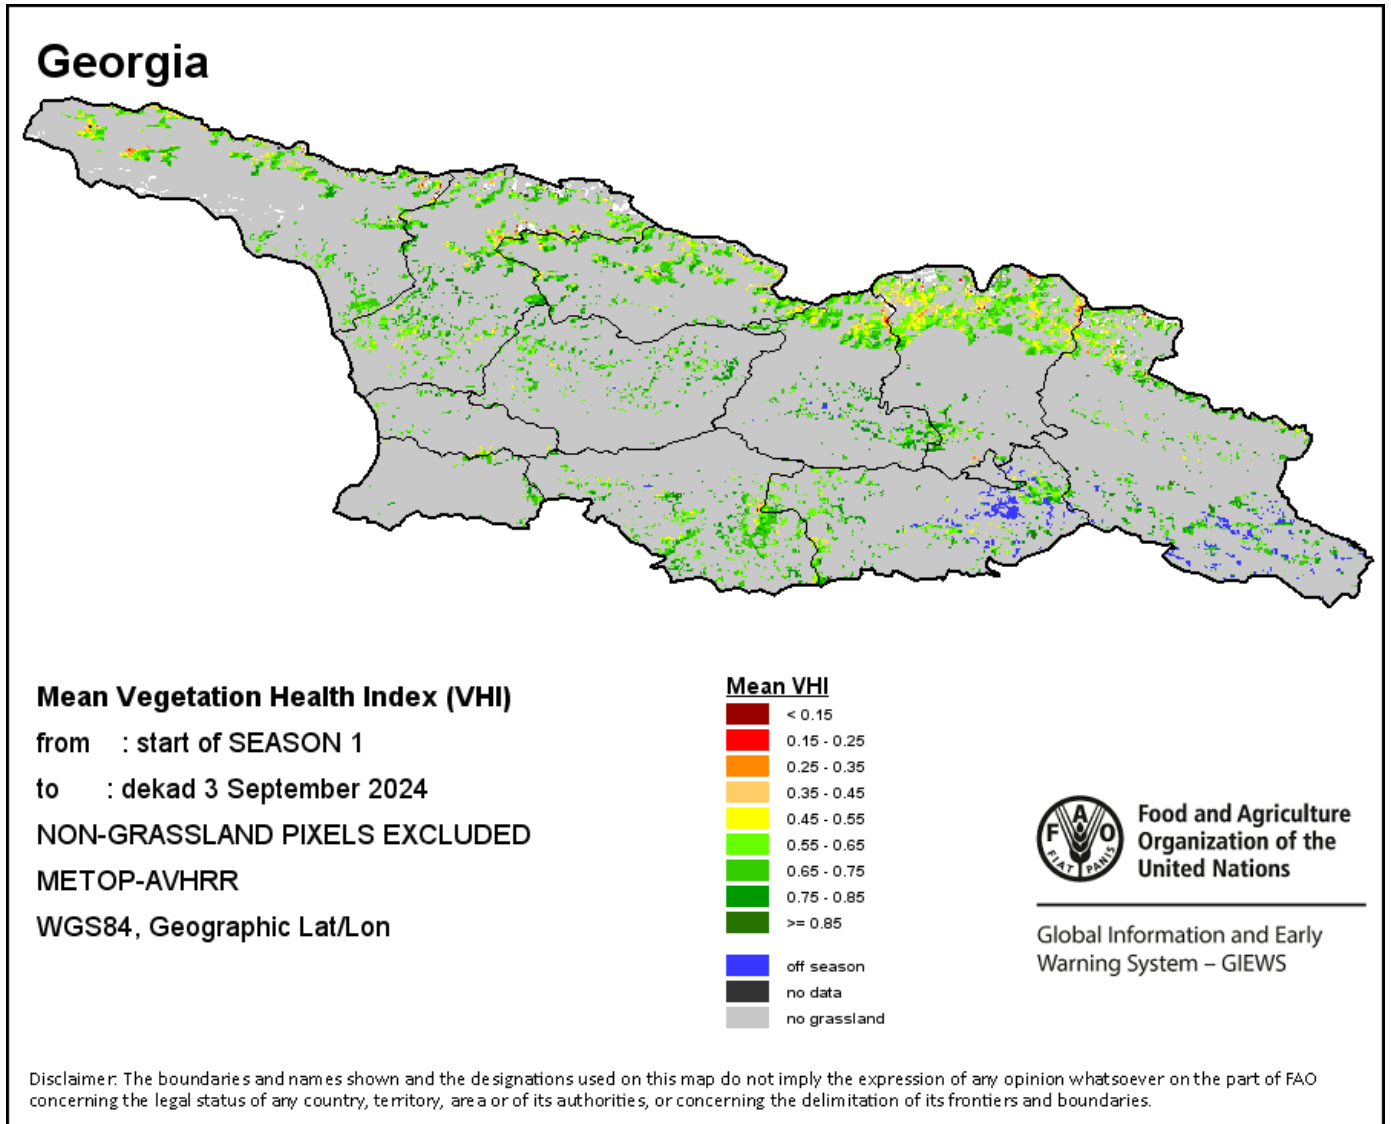 Georgia
Mean Vegetation Health Index (VHI)
from : start of SEASON 1
to : dekad 3 September 2024
NON-GRASSLAND PIXELS EXCLUDED
METOP-AVHRR
WGS84, Geographic Lat/Lon
Mean VHI
< 0.15
0.15 - 0.25
0.25 - 0.35
0.35 - 0.45
0.45 - 0.55
0.55 - 0.65
0.65 - 0.75
0.75 - 0.85
>= 0.85
off season
no data
no grassland
F A O
FIAT PANIS
Food and Agriculture
Organization of the
United Nations
Global Information and Early
Warning System – GIEWS
Disclaimer: The boundaries and names shown and the designations used on this map do not imply the expression of any opinion whatsoever on the part of FAO
concerning the legal status of any country, territory, area or of its authorities, or concerning the delimitation of its frontiers and boundaries.